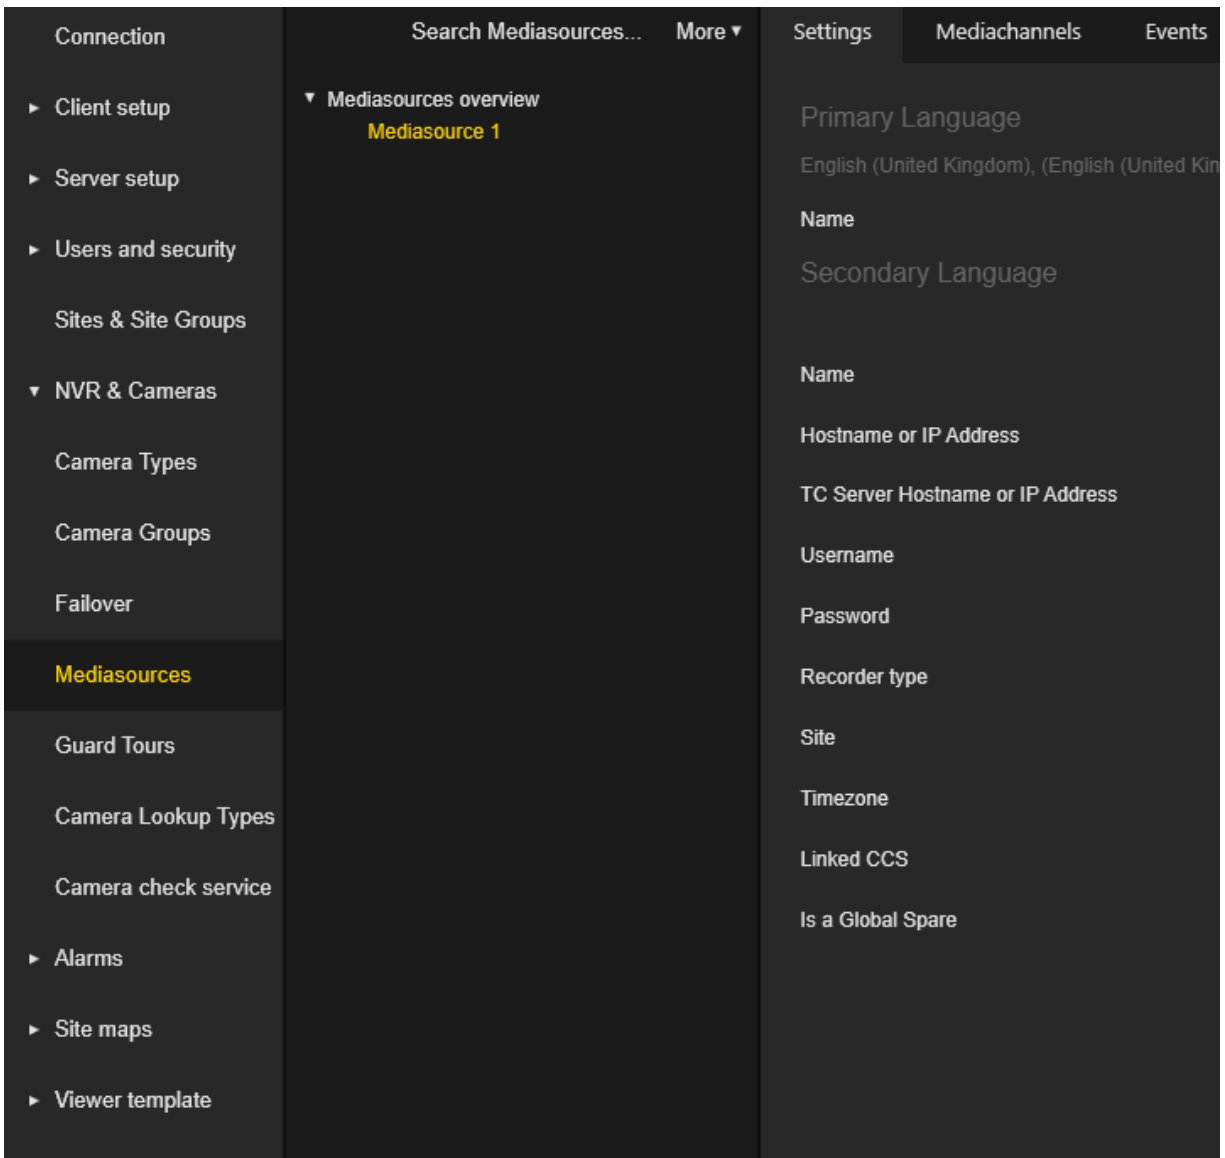 Connection
Client setup
Server setup
Users and security
Sites & Site Groups
NVR & Cameras
Camera Types
Camera Groups
Failover
Mediasources
Guard Tours
Camera Lookup Types
Camera check service
Alarms
Site maps
Viewer template
Search Mediasources... More
Mediasources overview
Mediasource 1
Settings Mediachannels Events
Primary Language
English (United Kingdom), (English (United Kin
Name
Secondary Language
Name
Hostname or IP Address
TC Server Hostname or IP Address
Username
Password
Recorder type
Site
Timezone
Linked CCS
Is a Global Spare